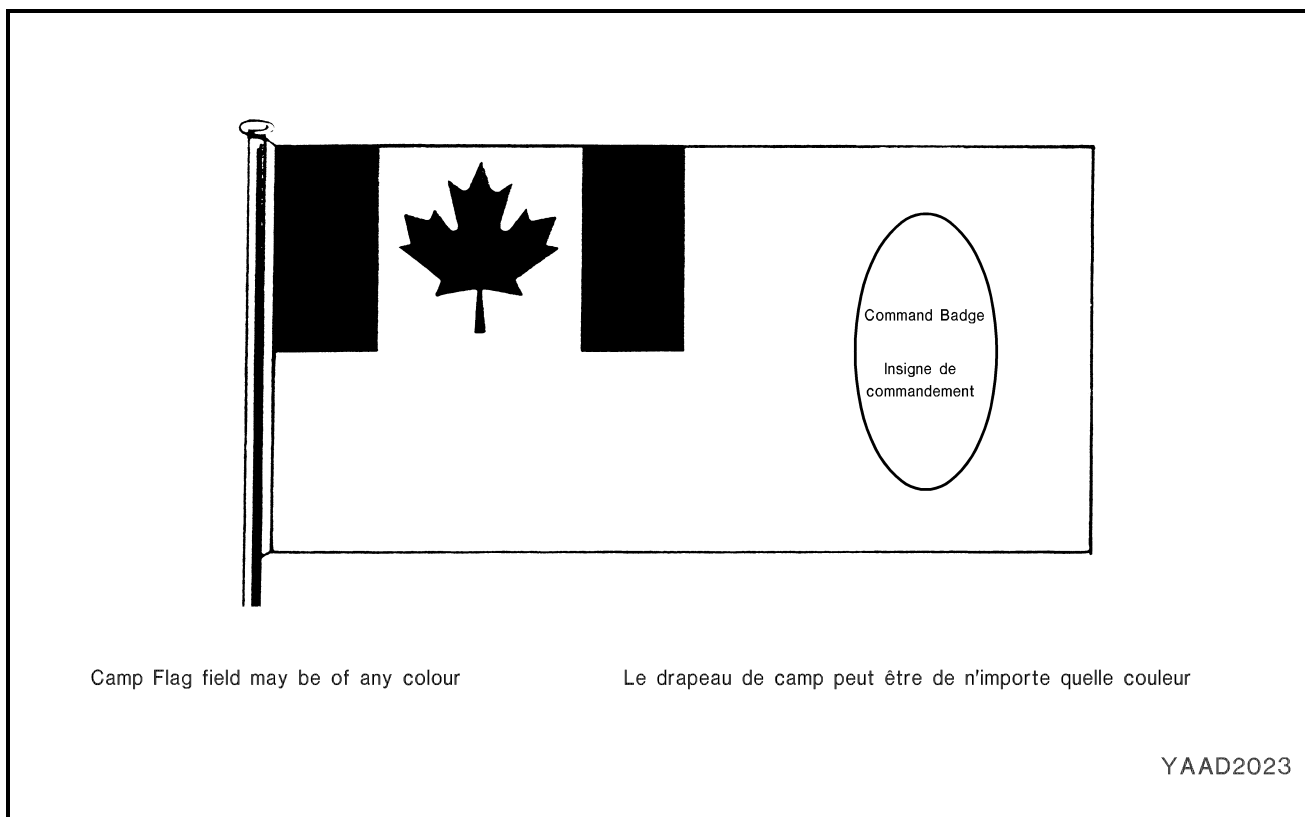 Command Badge
Insigne de
commandement
Camp Flag field may be of any colour
Le drapeau de camp peut être de n'importe quelle couleur
YAAD2023